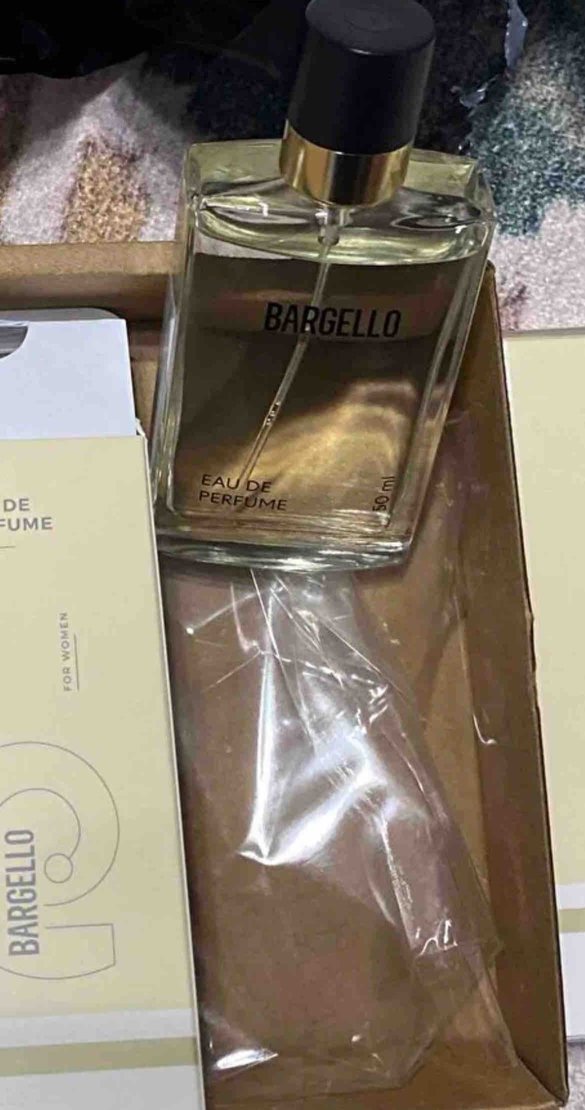 BARGELLO
EAU DE
PERFUME
50 ml
DE
FUME
FOR WOMEN
BARGELLO